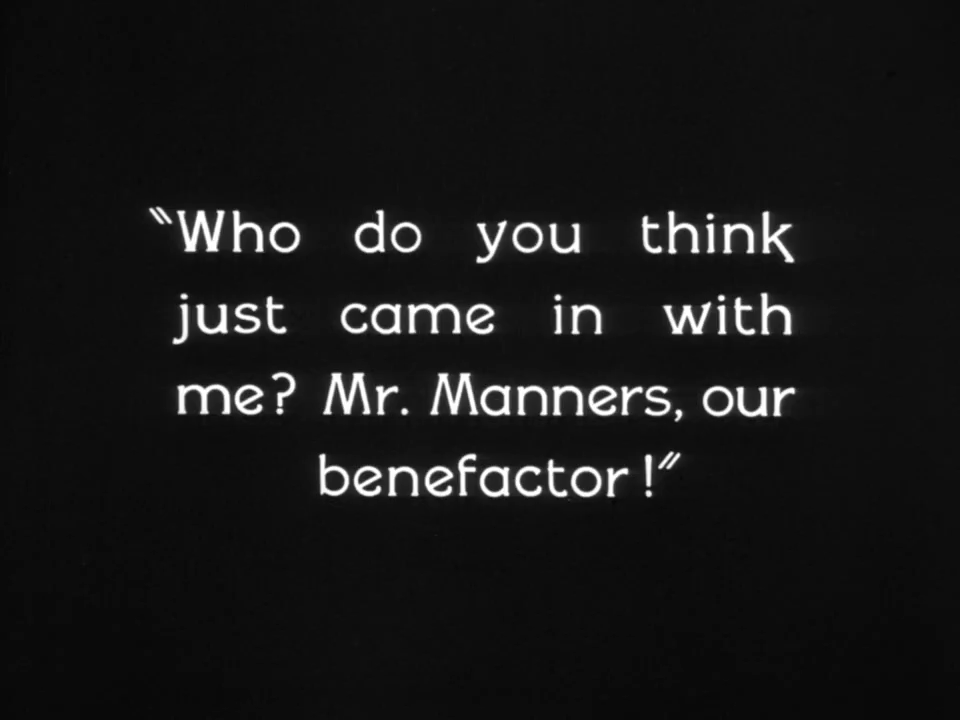 "Who do you think
just came in with
me? Mr. Manners, our
benefactor!"